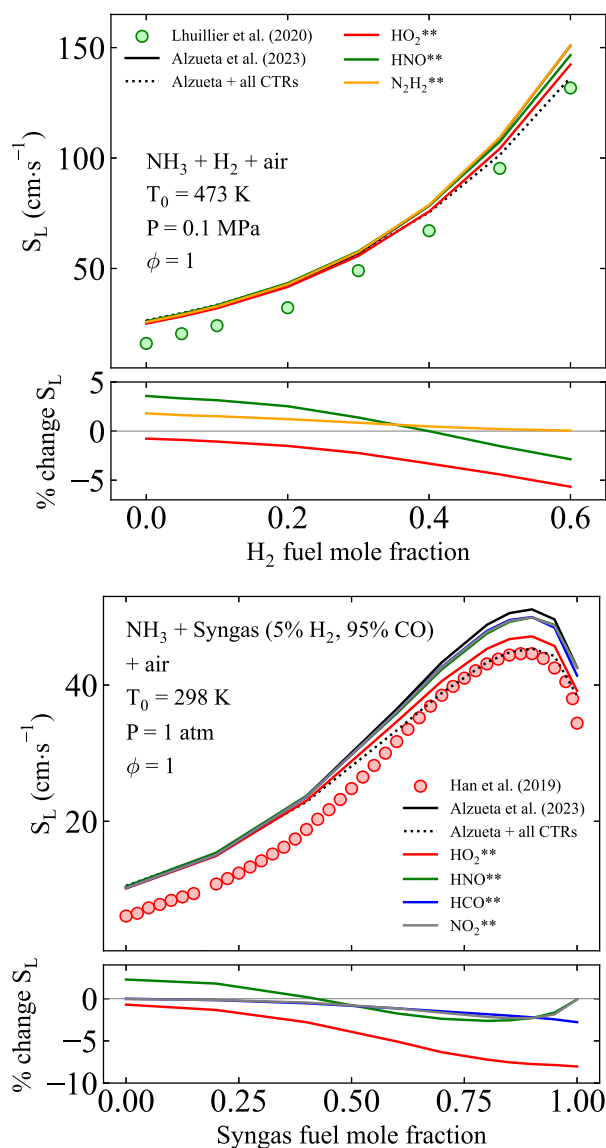 150
100
50
S_L (cm·s⁻¹)
Lhuillier et al. (2020)
Alzueta et al. (2023)
Alzueta + all CTRs
HO₂**
HNO**
N₂H₂**
NH₃ + H₂ + air
T₀ = 473 K
P = 0.1 MPa
ϕ = 1
5
0
−5
% change S_L
0.0 0.2 0.4 0.6
H₂ fuel mole fraction
40
20
S_L (cm·s⁻¹)
NH₃ + Syngas (5% H₂, 95% CO)
+ air
T₀ = 298 K
P = 1 atm
ϕ = 1
Han et al. (2019)
Alzueta et al. (2023)
Alzueta + all CTRs
HO₂**
HNO**
HCO**
NO₂**
0
−5
−10
% change S_L
0.00 0.25 0.50 0.75 1.00
Syngas fuel mole fraction